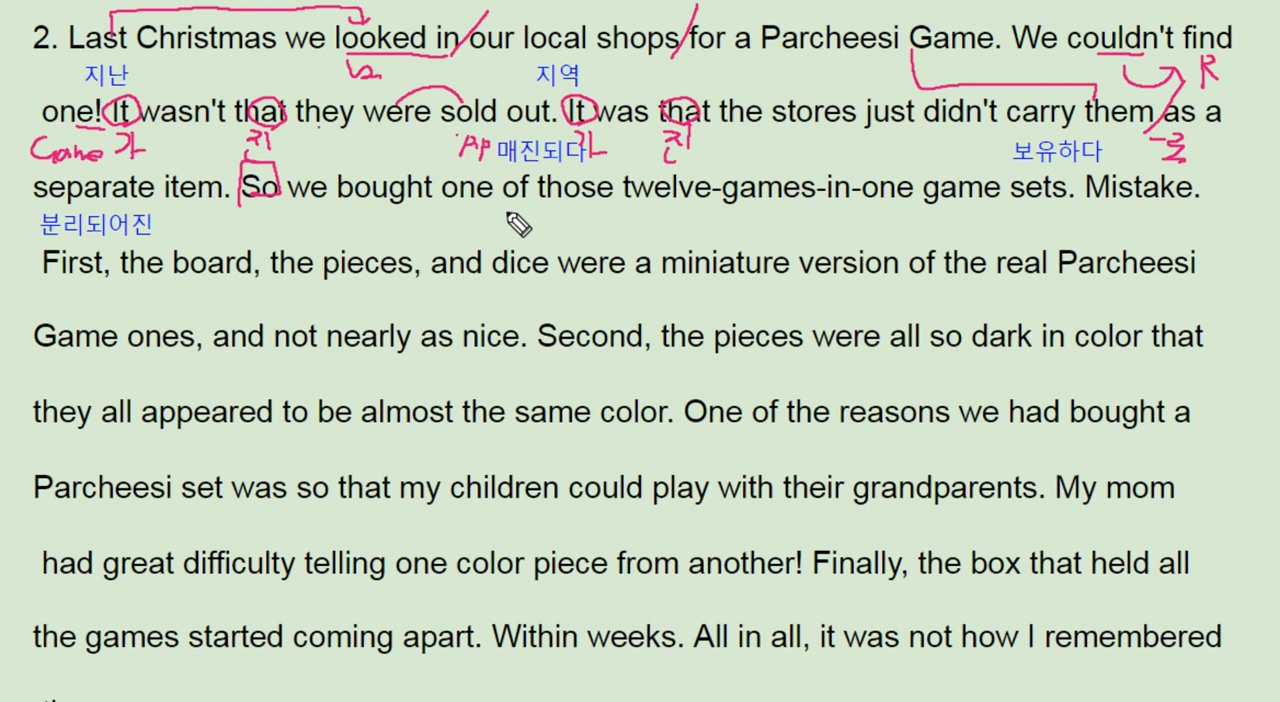 2. Last Christmas we looked in our local shops for a Parcheesi Game. We couldn't find
지난 지역 R
one! It wasn't that they were sold out. It was that the stores just didn't carry them as a
Game 가 진 pp 매진되다 가 진 보유하다 -로
separate item. So we bought one of those twelve-games-in-one game sets. Mistake.
분리되어진
First, the board, the pieces, and dice were a miniature version of the real Parcheesi
Game ones, and not nearly as nice. Second, the pieces were all so dark in color that
they all appeared to be almost the same color. One of the reasons we had bought a
Parcheesi set was so that my children could play with their grandparents. My mom
had great difficulty telling one color piece from another! Finally, the box that held all
the games started coming apart. Within weeks. All in all, it was not how I remembered